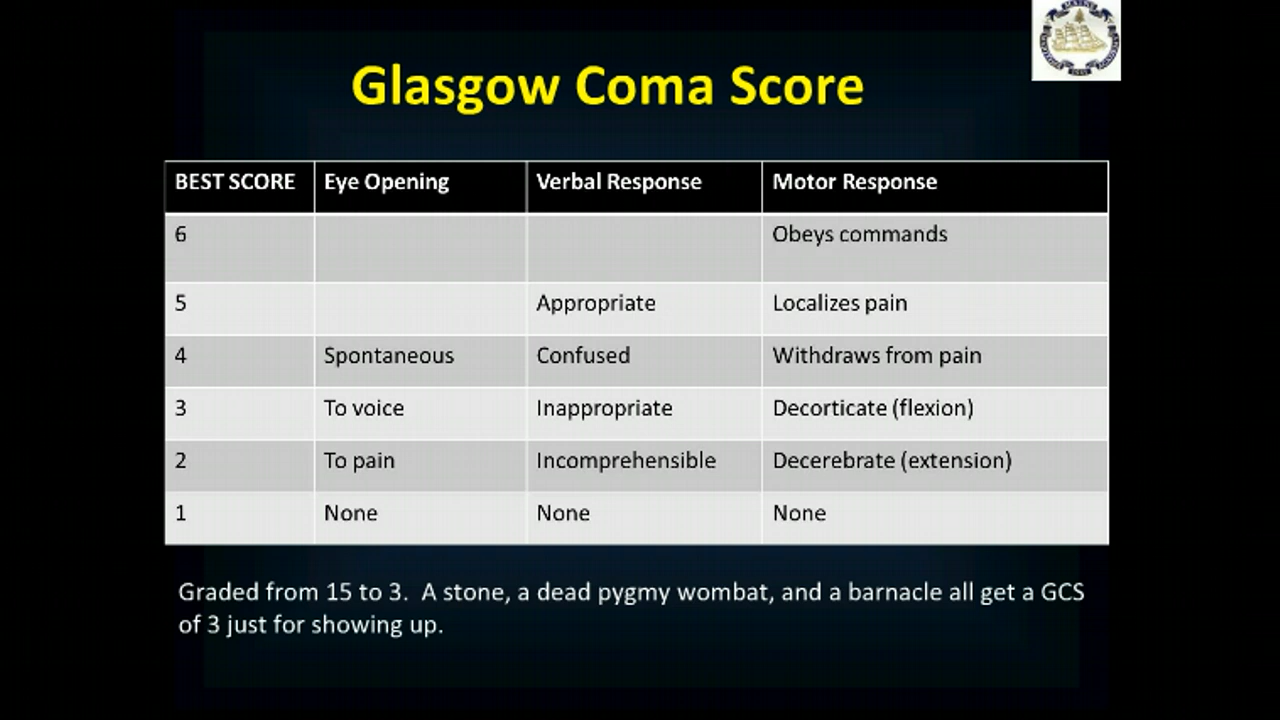 Glasgow Coma Score
BEST SCORE Eye Opening Verbal Response Motor Response
6 Obeys commands
5 Appropriate Localizes pain
4 Spontaneous Confused Withdraws from pain
3 To voice Inappropriate Decorticate (flexion)
2 To pain Incomprehensible Decerebrate (extension)
1 None None None
Graded from 15 to 3. A stone, a dead pygmy wombat, and a barnacle all get a GCS
of 3 just for showing up.